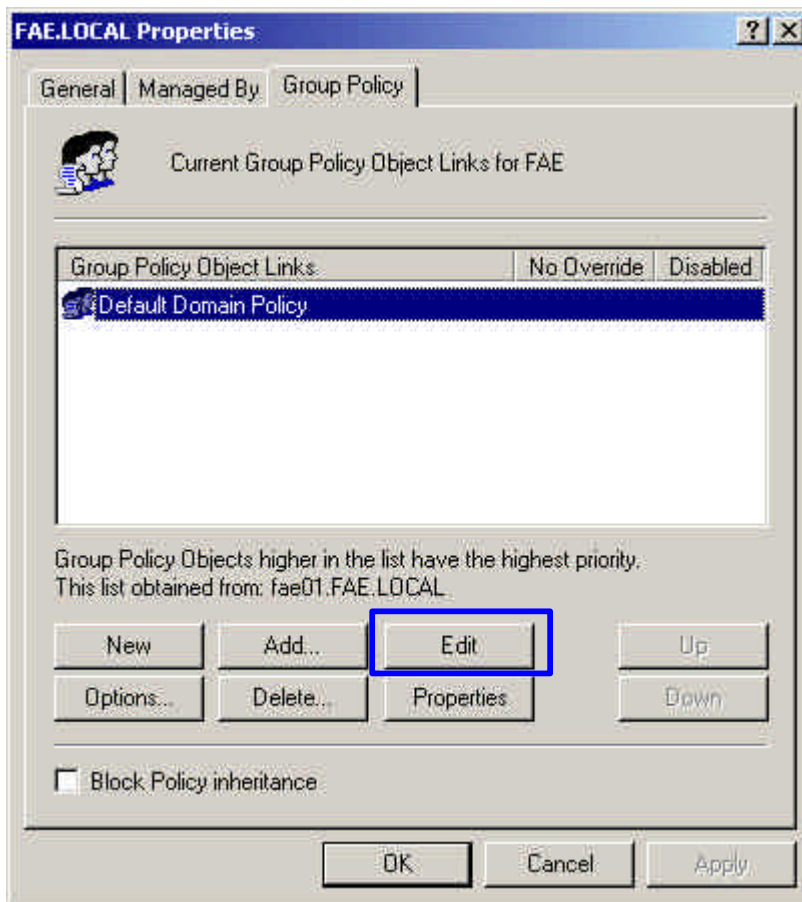 FAE.LOCAL Properties
General Managed By Group Policy
Current Group Policy Object Links for FAE
Group Policy Object Links No Override Disabled
Default Domain Policy
Group Policy Objects higher in the list have the highest priority.
This list obtained from: fae01.FAE.LOCAL
New Add... Edit Up
Options... Delete... Properties Down
Block Policy inheritance
OK Cancel Apply